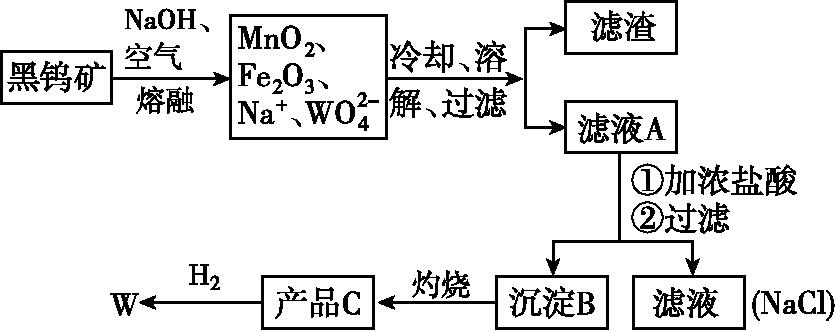 黑钨矿
NaOH、
空气
熔融
MnO₂、
Fe₂O₃、
Na⁺、WO₄²⁻
冷却、溶
解、过滤
滤渣
滤液A
①加浓盐酸
②过滤
W
H₂
产品C
灼烧
沉淀B
滤液
(NaCl)